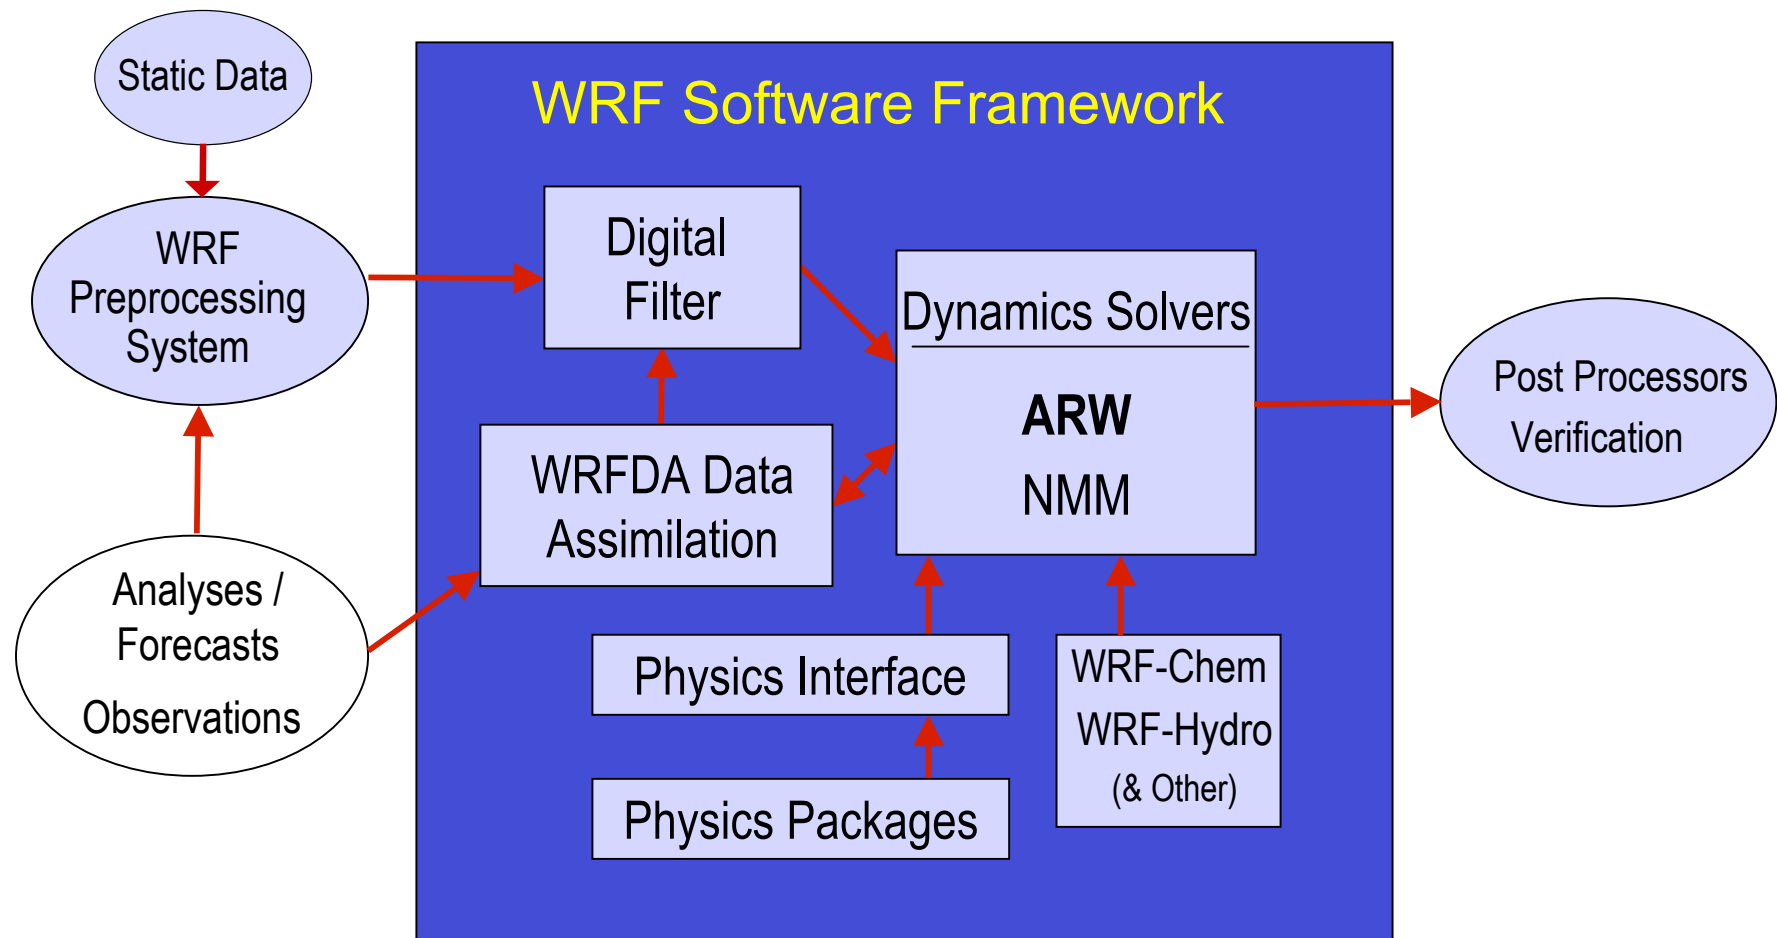 Static Data
WRF Software Framework
WRF
Preprocessing
System
Digital
Filter
Dynamics Solvers
ARW
NMM
Post Processors
Verification
WRFDA Data
Assimilation
Analyses /
Forecasts
Observations
Physics Interface
WRF-Chem
WRF-Hydro
(& Other)
Physics Packages